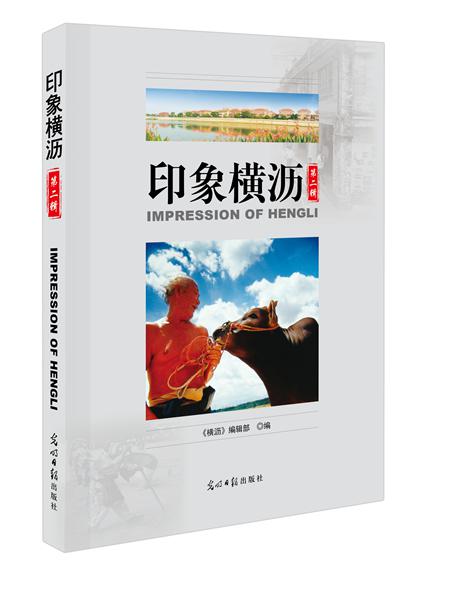 印象横沥
第二辑
IMPRESSION OF HENGLI
光明日报出版社
印象横沥
第二辑
IMPRESSION OF HENGLI
《横沥》编辑部 ◎编
光明日报出版社